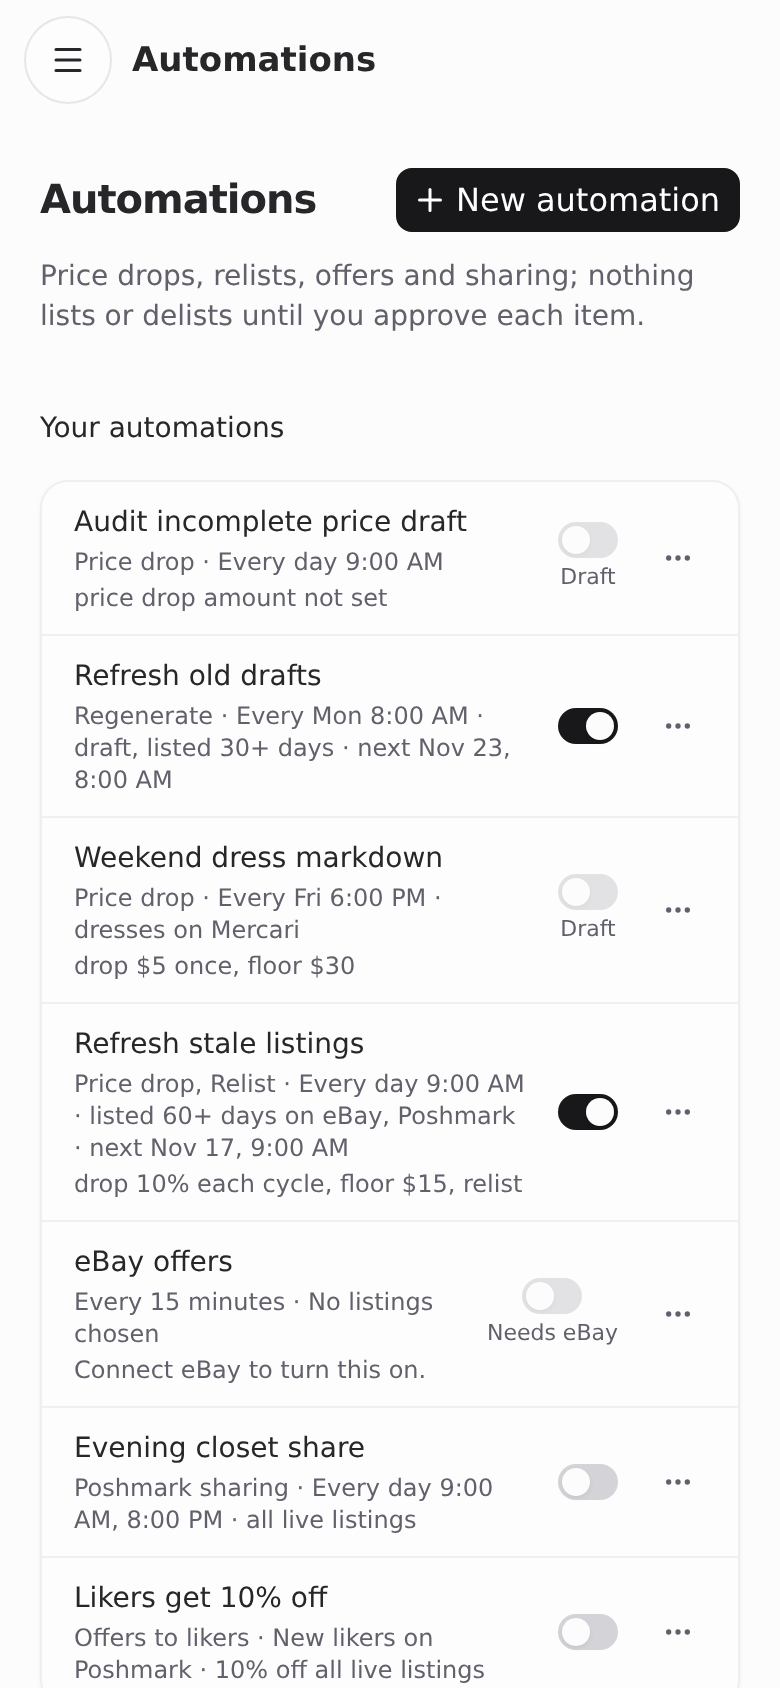 Automations
Automations
+ New automation
Price drops, relists, offers and sharing; nothing
lists or delists until you approve each item.
Your automations
Audit incomplete price draft
Price drop · Every day 9:00 AM
price drop amount not set
Draft
Refresh old drafts
Regenerate · Every Mon 8:00 AM ·
draft, listed 30+ days · next Nov 23,
8:00 AM
Weekend dress markdown
Price drop · Every Fri 6:00 PM ·
dresses on Mercari
drop $5 once, floor $30
Draft
Refresh stale listings
Price drop, Relist · Every day 9:00 AM
· listed 60+ days on eBay, Poshmark
· next Nov 17, 9:00 AM
drop 10% each cycle, floor $15, relist
eBay offers
Every 15 minutes · No listings
chosen
Connect eBay to turn this on.
Needs eBay
Evening closet share
Poshmark sharing · Every day 9:00
AM, 8:00 PM · all live listings
Likers get 10% off
Offers to likers · New likers on
Poshmark · 10% off all live listings